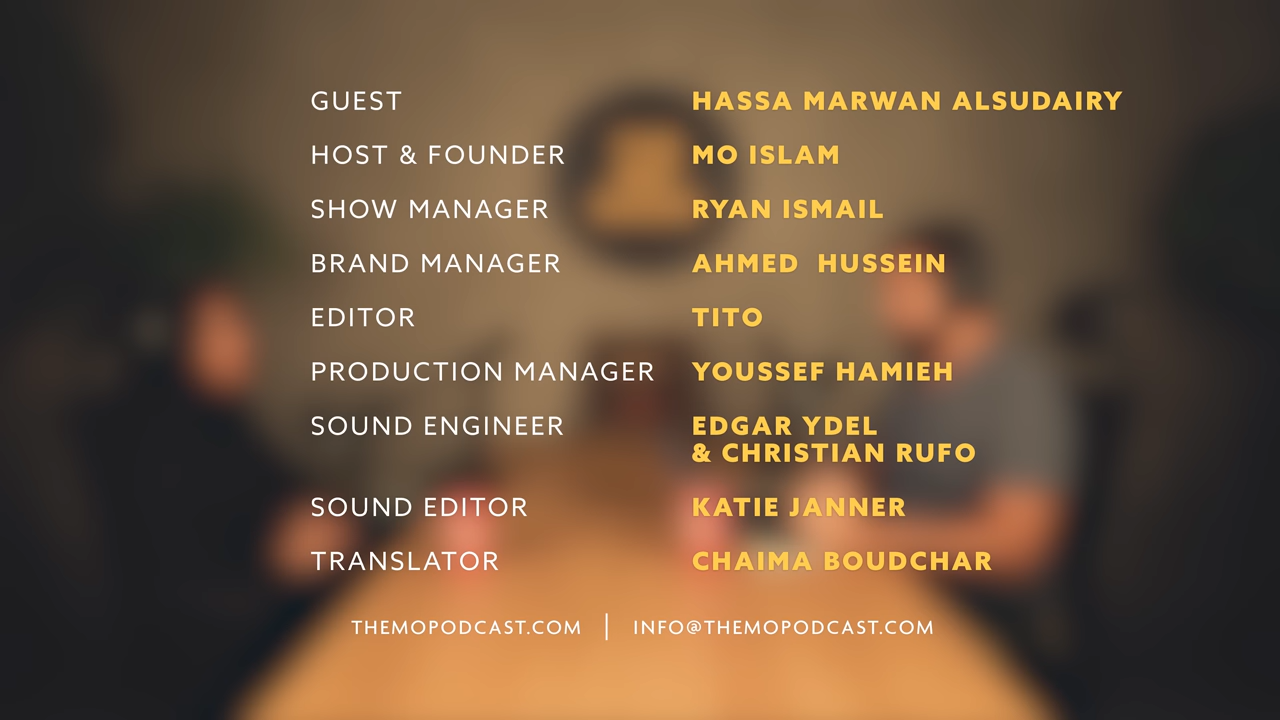 GUEST HASSA MARWAN ALSUDAIRY
HOST & FOUNDER MO ISLAM
SHOW MANAGER RYAN ISMAIL
BRAND MANAGER AHMED HUSSEIN
EDITOR TITO
PRODUCTION MANAGER YOUSSEF HAMIEH
SOUND ENGINEER EDGAR YDEL
& CHRISTIAN RUFO
SOUND EDITOR KATIE JANNER
TRANSLATOR CHAIMA BOUDCHAR
THEMOPODCAST.COM | INFO@THEMOPODCAST.COM